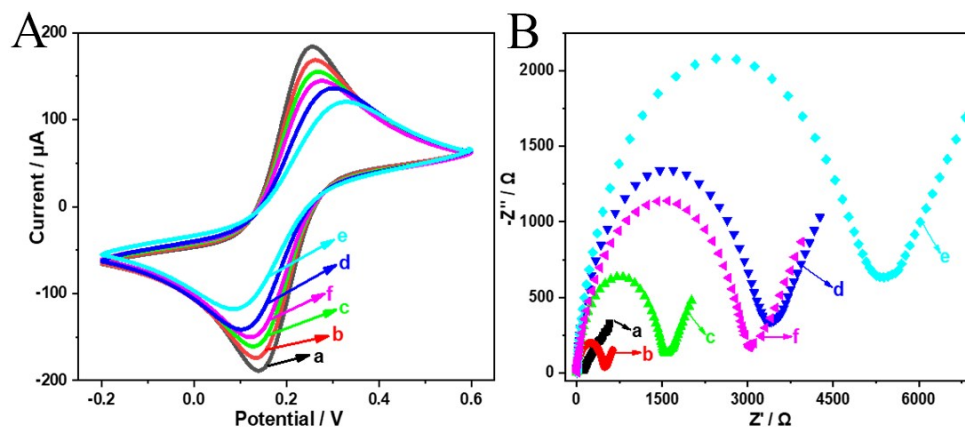 A
Current / µA
200
100
0
-100
-200
-0.2
0.0
0.2
0.4
0.6
Potential / V
e
d
f
c
b
a
B
-Z'' / Ω
2000
1500
1000
500
0
0
1500
3000
4500
6000
Z' / Ω
a
b
c
d
f
e